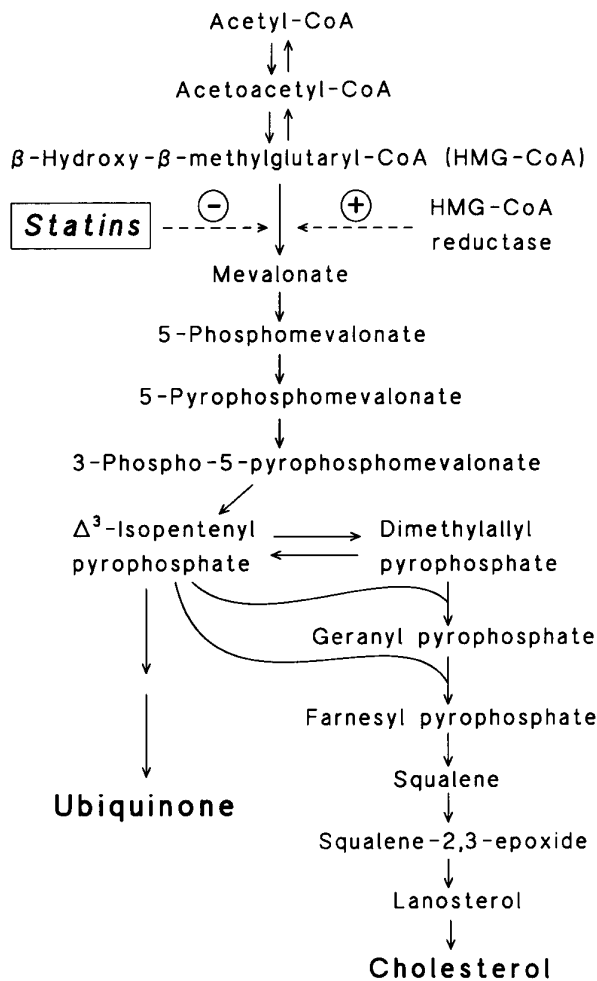 Acetyl-CoA
Acetoacetyl-CoA
β-Hydroxy-β-methylglutaryl-CoA (HMG-CoA)
Statins
−
+
HMG-CoA
reductase
Mevalonate
5-Phosphomevalonate
5-Pyrophosphomevalonate
3-Phospho-5-pyrophosphomevalonate
Δ³-Isopentenyl
pyrophosphate
Dimethylallyl
pyrophosphate
Geranyl pyrophosphate
Farnesyl pyrophosphate
Squalene
Ubiquinone
Squalene-2,3-epoxide
Lanosterol
Cholesterol